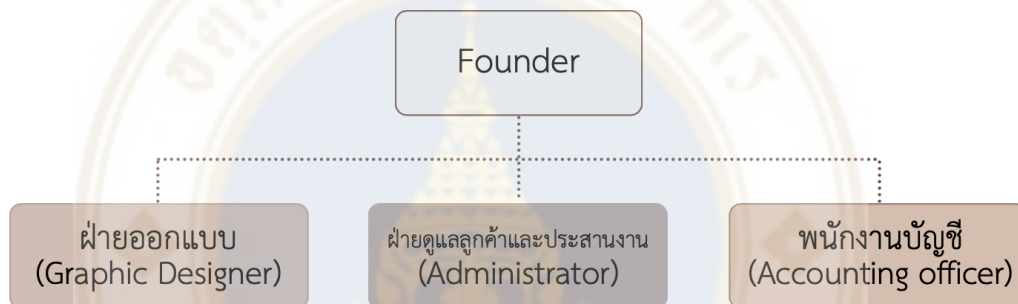 Founder
ฝ่ายออกแบบ
(Graphic Designer)
ฝ่ายดูแลลูกค้าและประสานงาน
(Administrator)
พนักงานบัญชี
(Accounting officer)